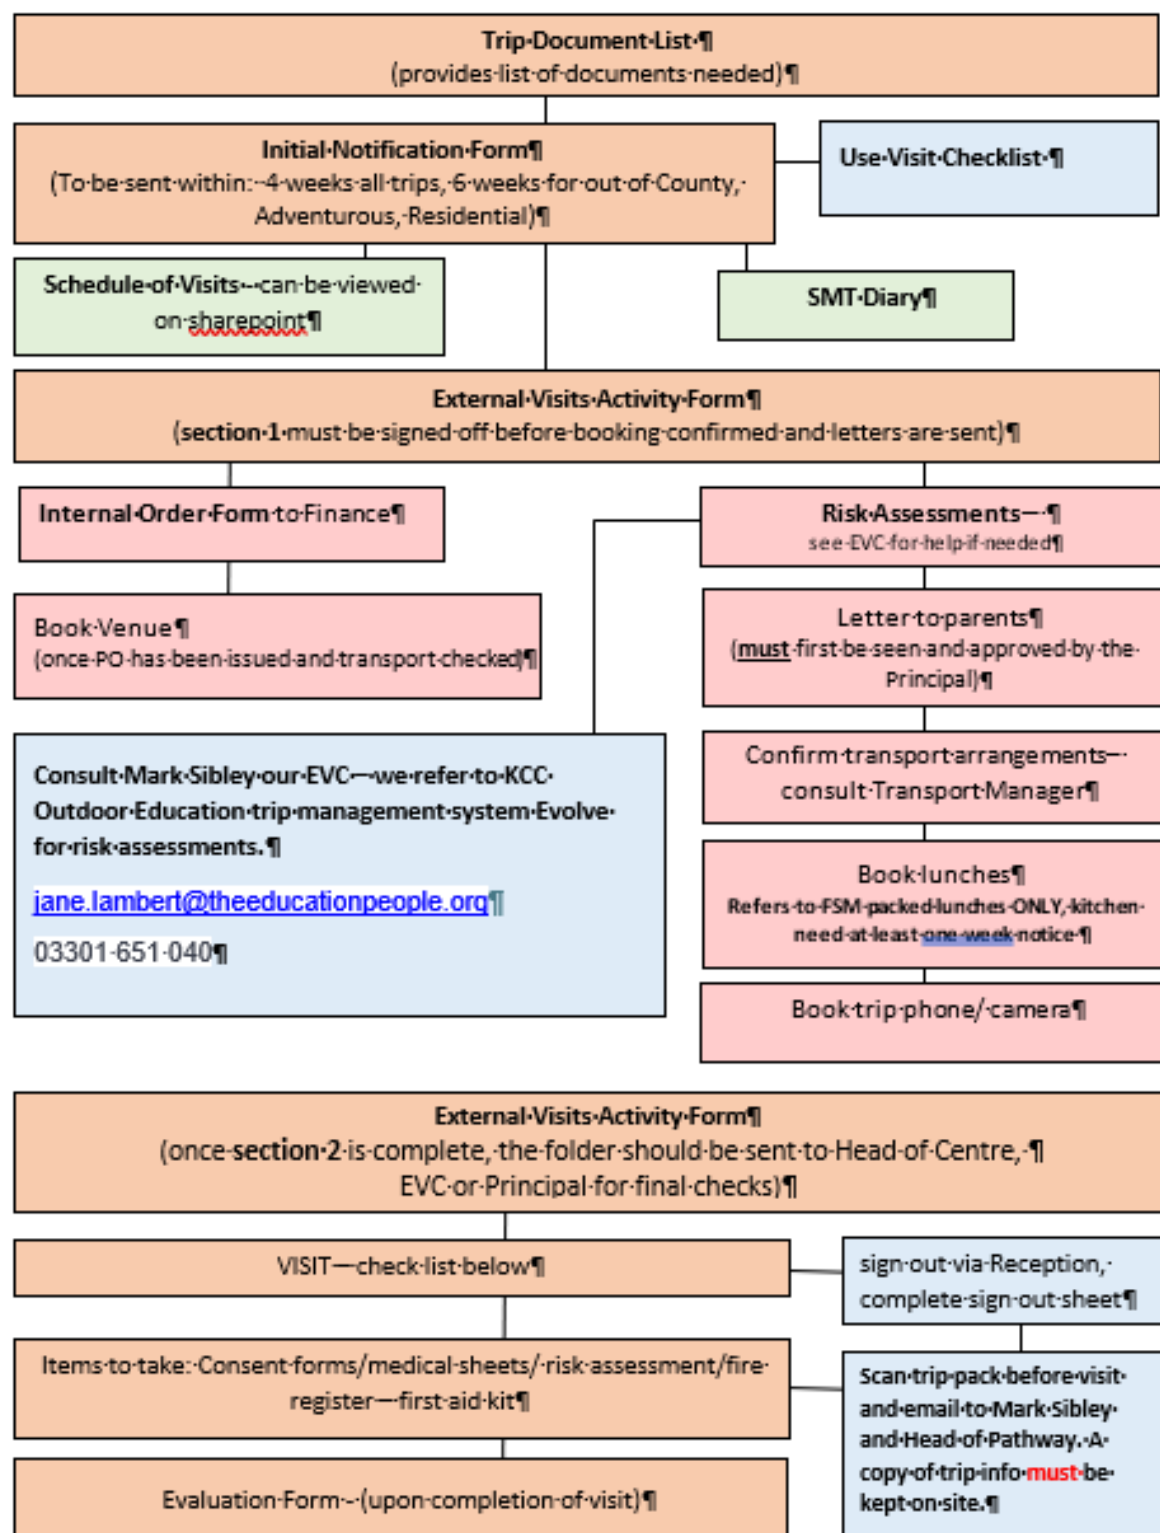 Trip·Document·List·¶
(provides·list·of·documents·needed)¶
Initial·Notification·Form¶
(To·be·sent·within:·-4·weeks·all·trips,·6·weeks·for·out·of·County,·
Adventurous,·Residential)¶
Use·Visit·Checklist·¶
Schedule·of·Visits·-·can·be·viewed·
on·sharepoint¶
SMT·Diary¶
External·Visits·Activity·Form¶
(section·1·must·be·signed·off·before·booking·confirmed·and·letters·are·sent)¶
Internal·Order·Form·to·Finance¶
Risk·Assessments–·¶
see·EVC·for·help·if·needed¶
Book·Venue¶
(once·PO·has·been·issued·and·transport·checked)¶
Letter·to·parents¶
(must·first·be·seen·and·approved·by·the·
Principal)¶
Confirm·transport·arrangements–·
consult·Transport·Manager¶
Consult·Mark·Sibley·our·EVC·–·we·refer·to·KCC·
Outdoor·Education·trip·management·system·Evolve·
for·risk·assessments.¶
jane.lambert@theeducationpeople.org¶
03301·651·040¶
Book·lunches¶
Refers·to·FSM·packed·lunches·ONLY,·kitchen·
need·at·least·one·week·notice·¶
Book·trip·phone/·camera¶
External·Visits·Activity·Form¶
(once·section·2·is·complete,·the·folder·should·be·sent·to·Head·of·Centre,·¶
EVC·or·Principal·for·final·checks)¶
VISIT·–·check·list·below¶
sign·out·via·Reception,·
complete·sign·out·sheet¶
Items·to·take:·Consent·forms/medical·sheets/·risk·assessment/fire·
register·–·first·aid·kit¶
Scan·trip·pack·before·visit·
and·email·to·Mark·Sibley·
and·Head·of·Pathway.·A·
copy·of·trip·info·must·be·
kept·on·site.¶
Evaluation·Form·-·(upon·completion·of·visit)¶